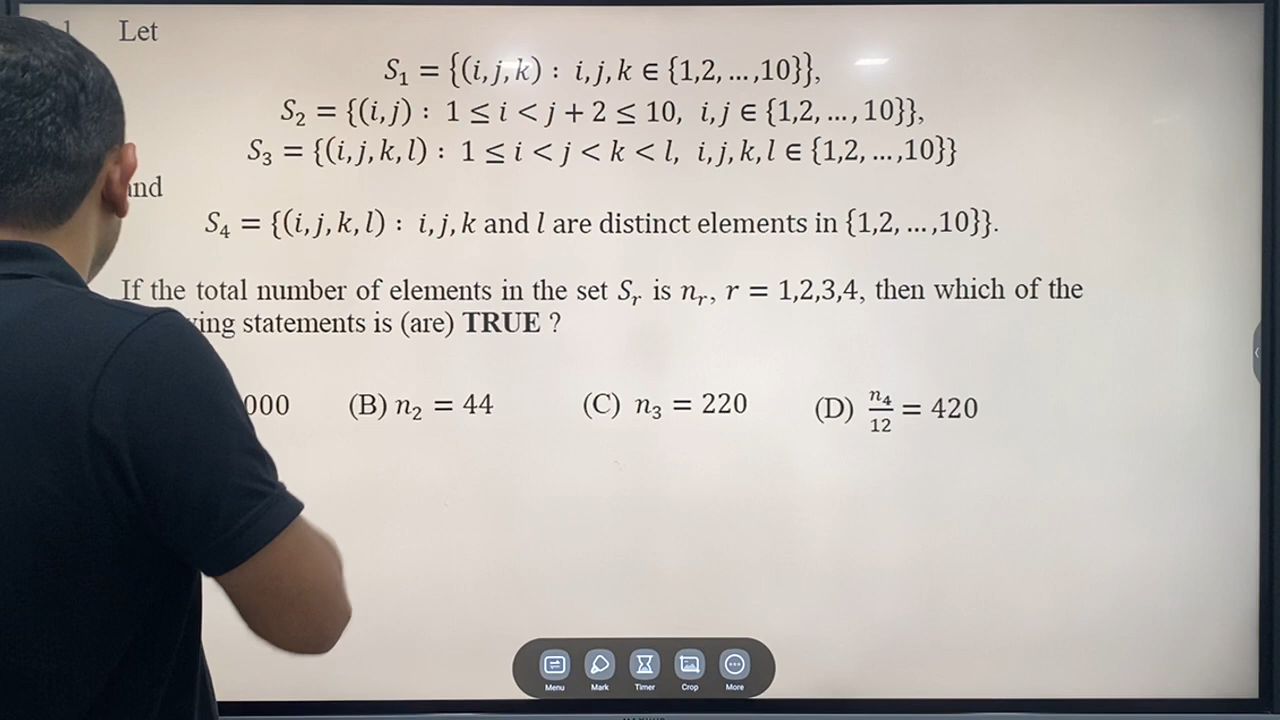 Let
S₁ = {(i, j, k) : i, j, k ∈ {1,2, ... ,10}},
S₂ = {(i, j) : 1 ≤ i < j + 2 ≤ 10, i, j ∈ {1,2, ... , 10}},
S₃ = {(i, j, k, l) : 1 ≤ i < j < k < l, i, j, k, l ∈ {1,2, ... ,10}}
and
S₄ = {(i, j, k, l) : i, j, k and l are distinct elements in {1,2, ... ,10}}.
If the total number of elements in the set Sᵣ is nᵣ, r = 1,2,3,4, then which of the
ing statements is (are) TRUE ?
000 (B) n₂ = 44 (C) n₃ = 220 (D) n₄/12 = 420
Menu Mark Timer Crop More